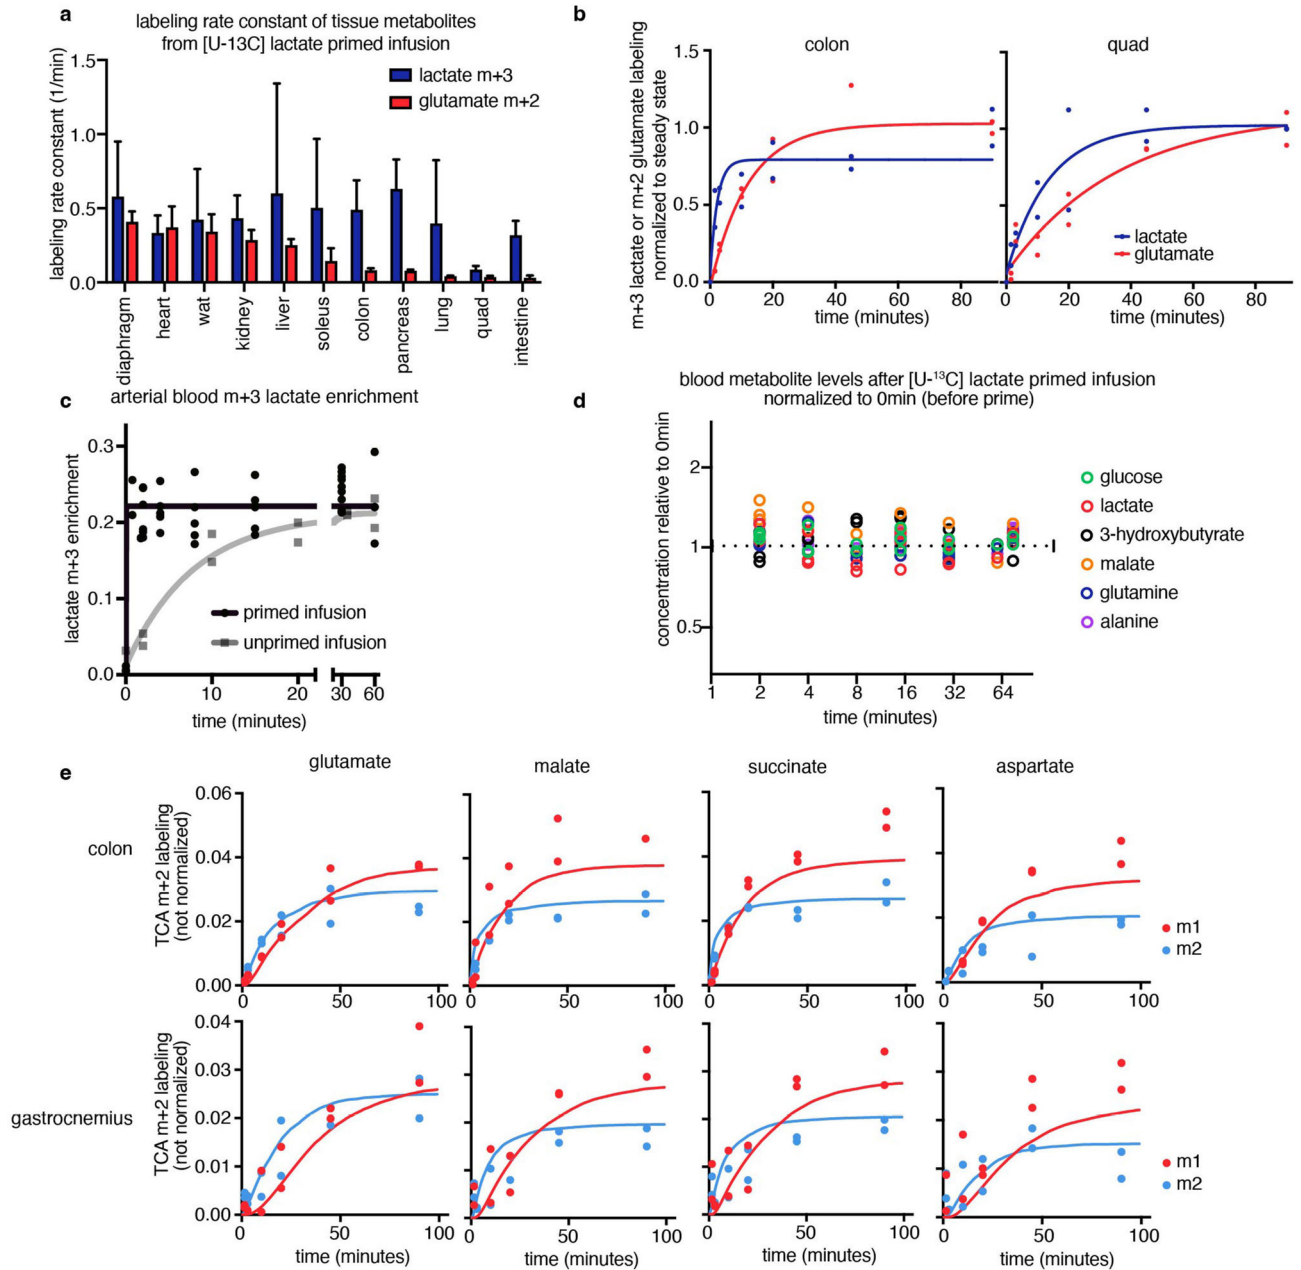 a
labeling rate constant of tissue metabolites
from [U-13C] lactate primed infusion
labeling rate constant (1/min)
1.5
1.0
0.5
0.0
lactate m+3
glutamate m+2
diaphragm
heart
wat
kidney
liver
soleus
colon
pancreas
lung
quad
intestine
b
m+3 lactate or m+2 glutamate labeling
normalized to steady state
colon
quad
1.5
1.0
0.5
0.0
0 20 40 60 80
0 20 40 60 80
time (minutes)
time (minutes)
lactate
glutamate
c
arterial blood m+3 lactate enrichment
lactate m+3 enrichment
0.3
0.2
0.1
0.0
primed infusion
unprimed infusion
0 10 20 30 60
time (minutes)
d
blood metabolite levels after [U-¹³C] lactate primed infusion
normalized to 0min (before prime)
concentration relative to 0min
2
1
0.5
1 2 4 8 16 32 64
time (minutes)
glucose
lactate
3-hydroxybutyrate
malate
glutamine
alanine
e
glutamate
malate
succinate
aspartate
colon
TCA m+2 labeling
(not normalized)
0.06
0.04
0.02
0.00
0 50 100
0 50 100
0 50 100
0 50 100
m1
m2
gastrocnemius
TCA m+2 labeling
(not normalized)
0.04
0.03
0.02
0.01
0.00
0 50 100
0 50 100
0 50 100
0 50 100
time (minutes)
time (minutes)
time (minutes)
time (minutes)
m1
m2